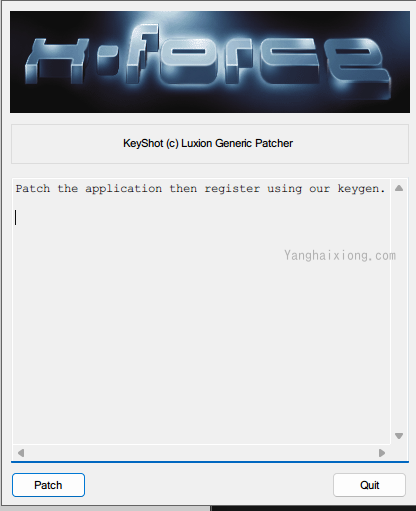 x-force
KeyShot (c) Luxion Generic Patcher
Patch the application then register using our keygen.
Yanghaixiong.com
Patch
Quit